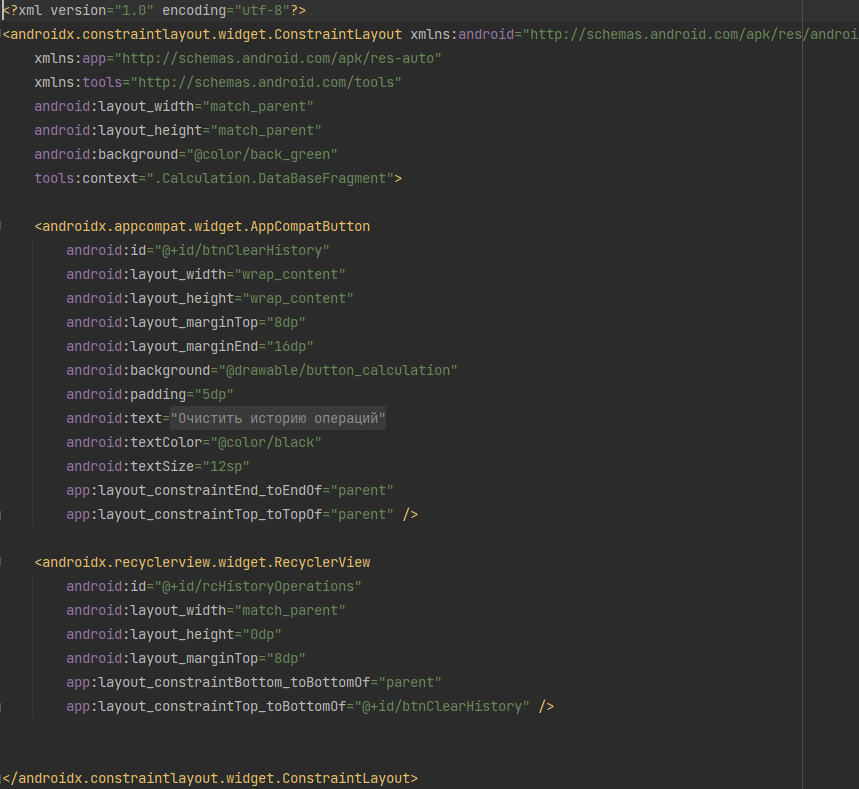 <?xml version="1.0" encoding="utf-8"?>
<androidx.constraintlayout.widget.ConstraintLayout xmlns:android="http://schemas.android.com/apk/res/androi
xmlns:app="http://schemas.android.com/apk/res-auto"
xmlns:tools="http://schemas.android.com/tools"
android:layout_width="match_parent"
android:layout_height="match_parent"
android:background="@color/back_green"
tools:context=".Calculation.DataBaseFragment">
<androidx.appcompat.widget.AppCompatButton
android:id="@+id/btnClearHistory"
android:layout_width="wrap_content"
android:layout_height="wrap_content"
android:layout_marginTop="8dp"
android:layout_marginEnd="16dp"
android:background="@drawable/button_calculation"
android:padding="5dp"
android:text="Очистить историю операций"
android:textColor="@color/black"
android:textSize="12sp"
app:layout_constraintEnd_toEndOf="parent"
app:layout_constraintTop_toTopOf="parent" />
<androidx.recyclerview.widget.RecyclerView
android:id="@+id/rcHistoryOperations"
android:layout_width="match_parent"
android:layout_height="0dp"
android:layout_marginTop="8dp"
app:layout_constraintBottom_toBottomOf="parent"
app:layout_constraintTop_toBottomOf="@+id/btnClearHistory" />
</androidx.constraintlayout.widget.ConstraintLayout>